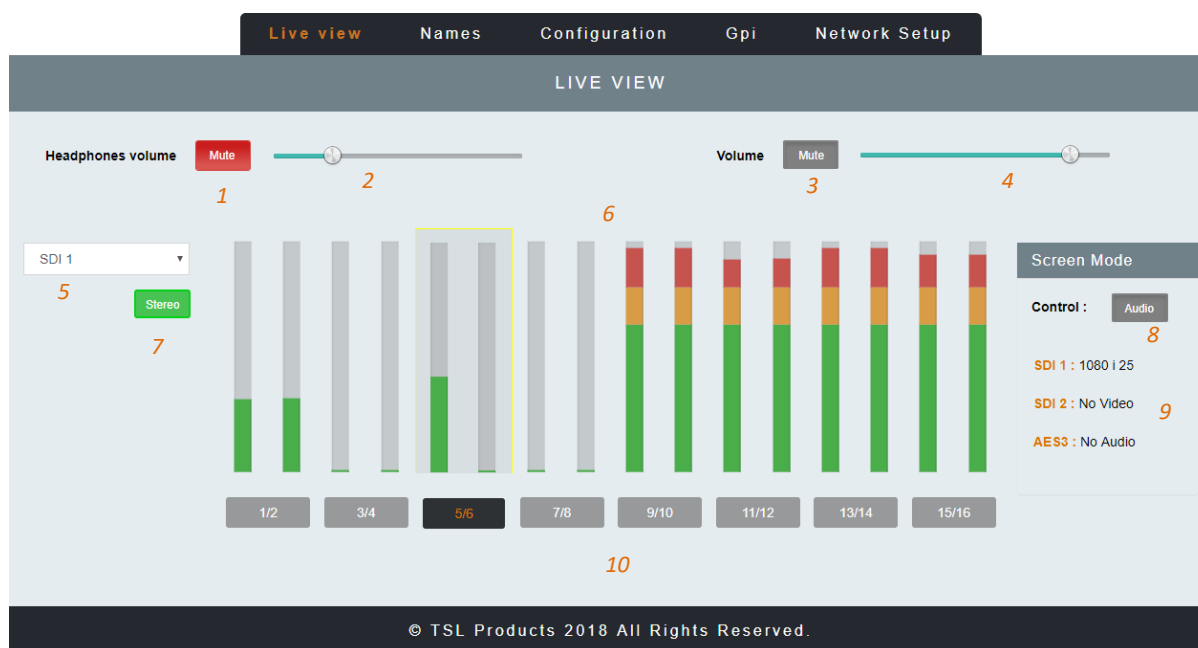 Live view Names Configuration Gpi Network Setup
LIVE VIEW
Headphones volume Mute Volume Mute
1 2 3 4
6
SDI 1
5
Stereo
7
Screen Mode
Control : Audio
8
SDI 1 : 1080 i 25
SDI 2 : No Video
9
AES3 : No Audio
1/2 3/4 5/6 7/8 9/10 11/12 13/14 15/16
10
© TSL Products 2018 All Rights Reserved.